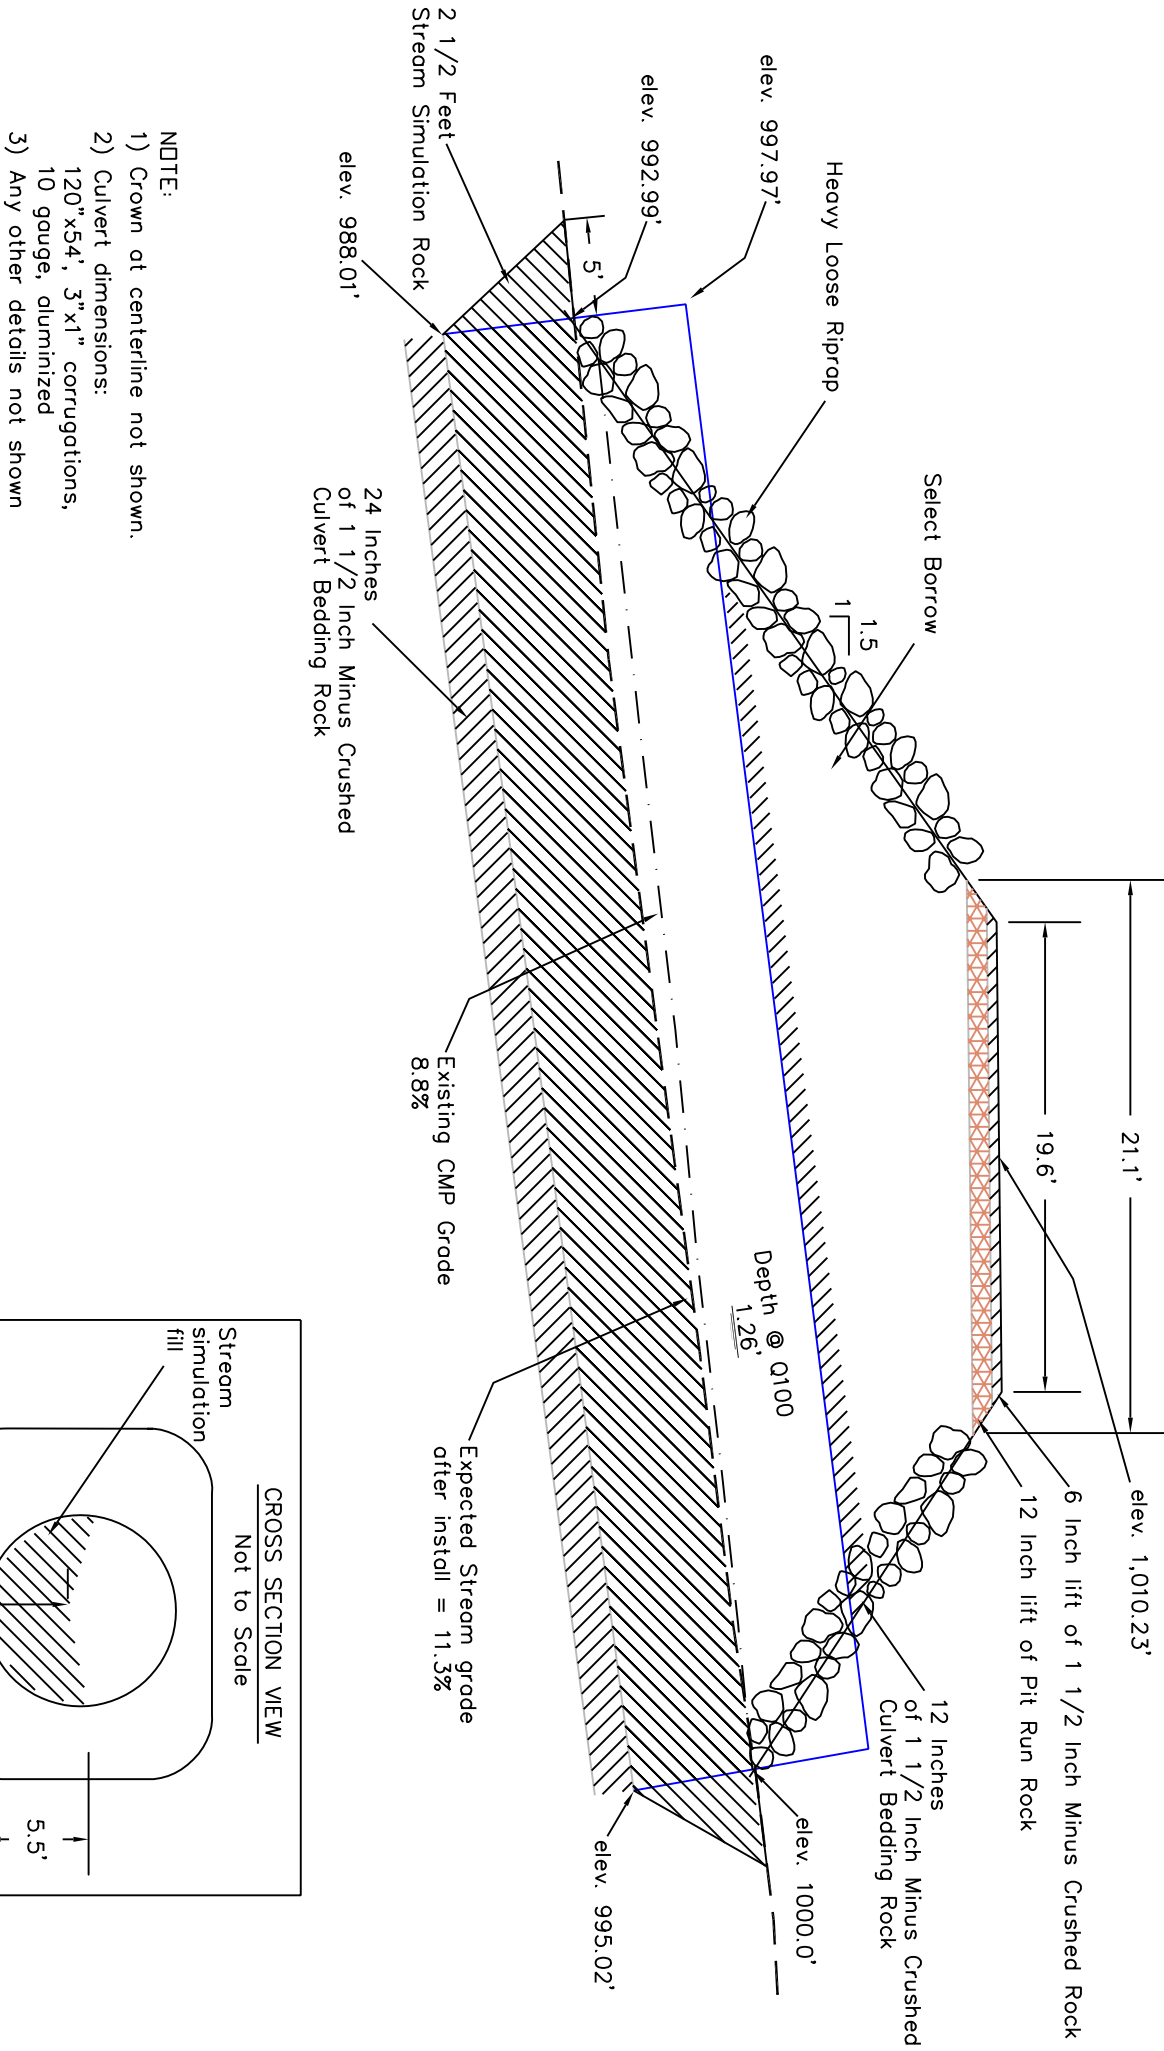 21.1'
19.6'
elev. 1,010.23'
6 Inch lift of 1 1/2 Inch Minus Crushed Rock
12 Inch lift of Pit Run Rock
Select Borrow
1.5
1
Heavy Loose Riprap
elev. 997.97'
elev. 992.99'
5'
2 1/2 Feet
Stream Simulation Rock
elev. 988.01'
Depth @ Q100
1.26'
12 Inches
of 1 1/2 Inch Minus Crushed
Culvert Bedding Rock
elev. 1000.0'
elev. 995.02'
24 Inches
of 1 1/2 Inch Minus Crushed
Culvert Bedding Rock
Existing CMP Grade
8.8%
Expected Stream grade
after install = 11.3%
NOTE:
1) Crown at centerline not shown.
2) Culvert dimensions:
120"x54', 3"x1" corrugations,
10 gauge, aluminized
3) Any other details not shown
CROSS SECTION VIEW
Not to Scale
Stream
simulation
fill
5.5'